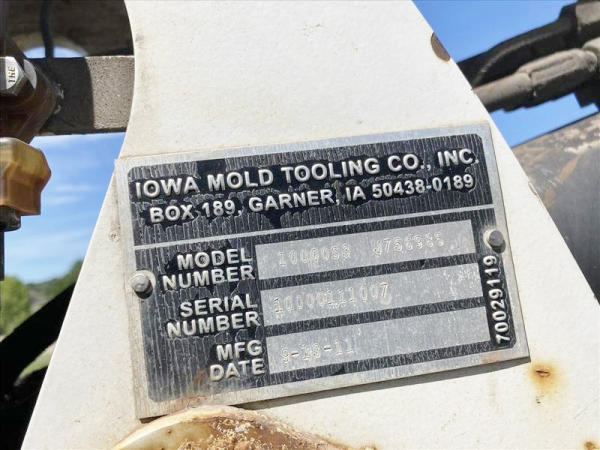 IOWA MOLD TOOLING CO., INC.
BOX 189, GARNER, IA 50438-0189
MODEL NUMBER
SERIAL NUMBER 10000111007
MFG DATE
70029119